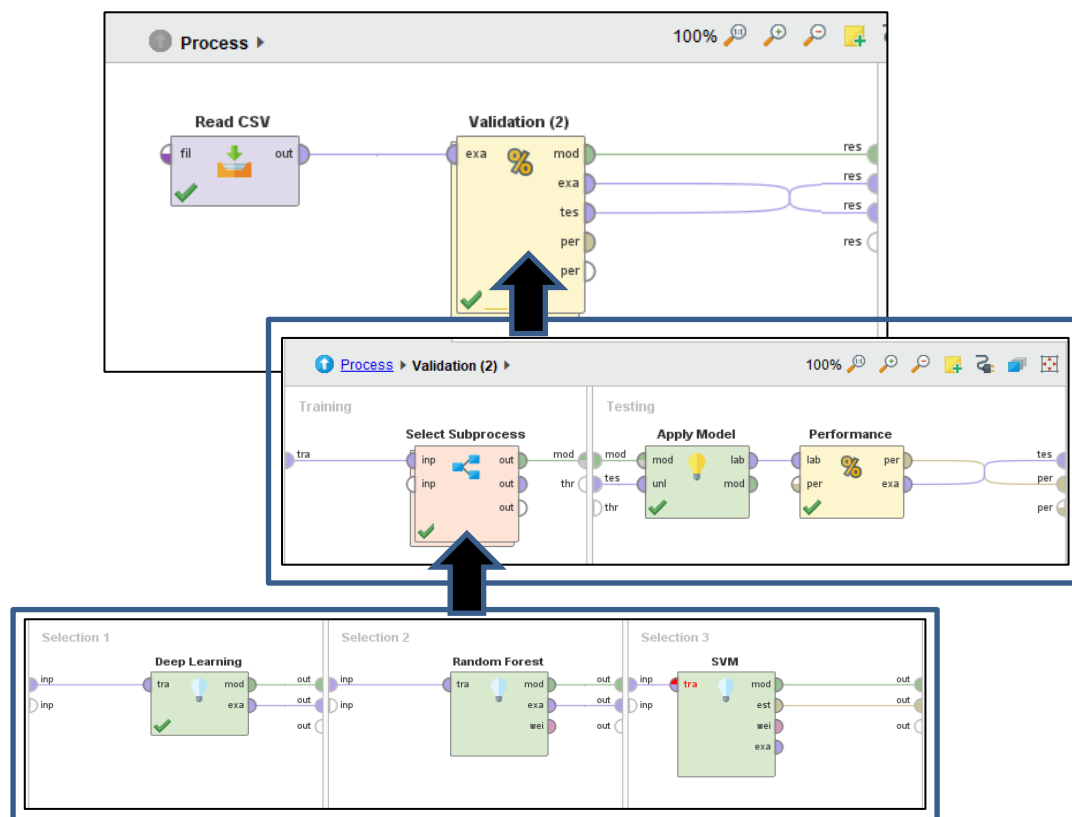 Process
100%
Read CSV
fil
out
Validation (2)
exa
mod
exa
tes
per
per
res
res
res
res
Process Validation (2)
100%
Training
Testing
tra
Select Subprocess
inp
inp
out
out
out
mod
thr
mod
tes
thr
Apply Model
mod
unl
lab
mod
Performance
lab
per
per
exa
tes
per
per
Selection 1
inp
inp
Deep Learning
tra
mod
exa
out
out
out
Selection 2
inp
inp
Random Forest
tra
mod
exa
wei
out
out
out
Selection 3
inp
inp
SVM
tra
mod
est
wei
exa
out
out
out